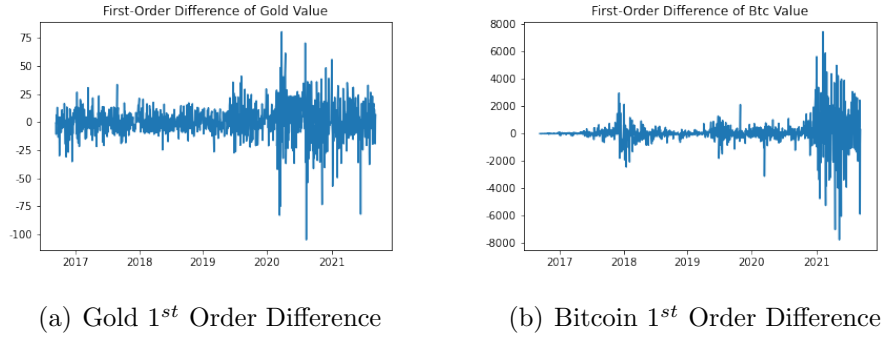 First-Order Difference of Gold Value
75
50
25
0
-25
-50
-75
-100
2017 2018 2019 2020 2021
(a) Gold 1st Order Difference
First-Order Difference of Btc Value
8000
6000
4000
2000
0
-2000
-4000
-6000
-8000
2017 2018 2019 2020 2021
(b) Bitcoin 1st Order Difference